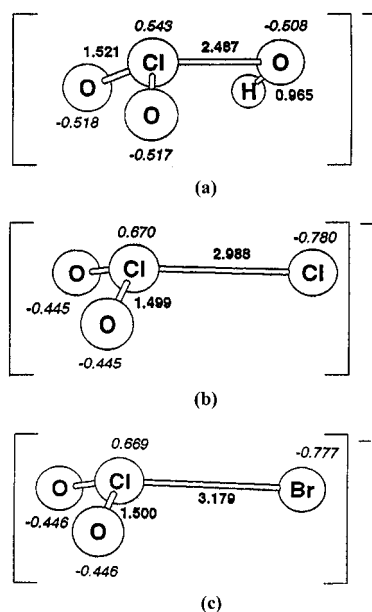 0.543 -0.508
1.521 Cl 2.487 O
O H 0.965
-0.518 O
-0.517
(a)
0.670 -0.780
O Cl 2.988 Cl
-0.445 1.499
O
-0.445
(b)
0.669 -0.777
O Cl 3.179 Br
-0.446 1.500
O
-0.446
(c)